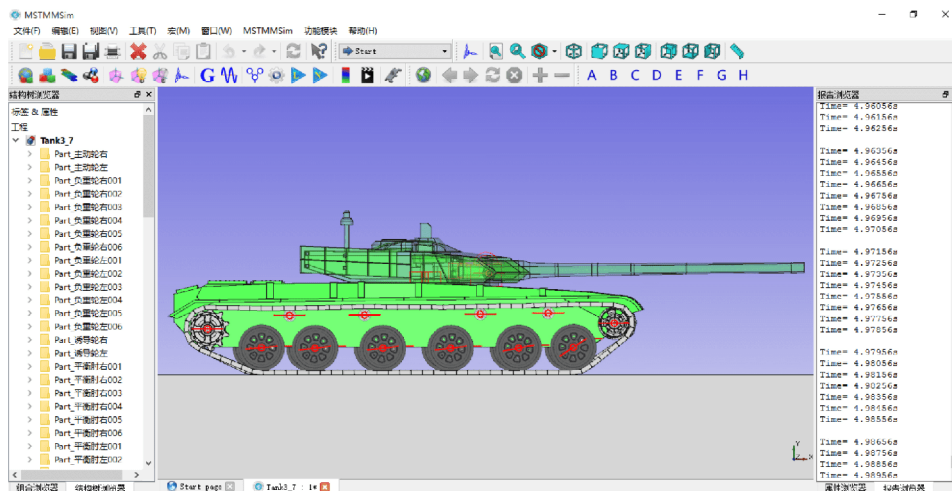 MSTMMSim
文件(F) 编辑(E) 视图(V) 工具(T) 宏(M) 窗口(W) MSTMMSim 功能模块 帮助(H)
Start
G A B C D E F G H
结构树浏览器
标签 & 属性
工程
Tank3_7
Part_主动轮右
Part_主动轮左
Part_负重轮右001
Part_负重轮右002
Part_负重轮右003
Part_负重轮右004
Part_负重轮右005
Part_负重轮右006
Part_负重轮左001
Part_负重轮左002
Part_负重轮左003
Part_负重轮左004
Part_负重轮左005
Part_负重轮左006
Part_诱导轮右
Part_诱导轮左
Part_平衡肘右001
Part_平衡肘右002
Part_平衡肘右003
Part_平衡肘右004
Part_平衡肘右005
Part_平衡肘右006
Part_平衡肘左001
Part_平衡肘左002
组合浏览器 结构树浏览器
Y
X
Start page Tank3_7 : 1*
报告浏览器
Time= 4.96056s
Time= 4.96156s
Time= 4.96256s
Time= 4.96356s
Time= 4.96456s
Time= 4.96556s
Time= 4.96656s
Time= 4.96756s
Time= 4.96856s
Time= 4.96956s
Time= 4.97056s
Time= 4.97156s
Time= 4.97256s
Time= 4.97356s
Time= 4.97456s
Time= 4.97556s
Time= 4.97656s
Time= 4.97756s
Time= 4.97856s
Time= 4.97956s
Time= 4.98056s
Time= 4.98156s
Time= 4.98256s
Time= 4.98356s
Time= 4.98456s
Time= 4.98556s
Time= 4.98656s
Time= 4.98756s
Time= 4.98856s
Time= 4.98956s
属性浏览器 报告浏览器